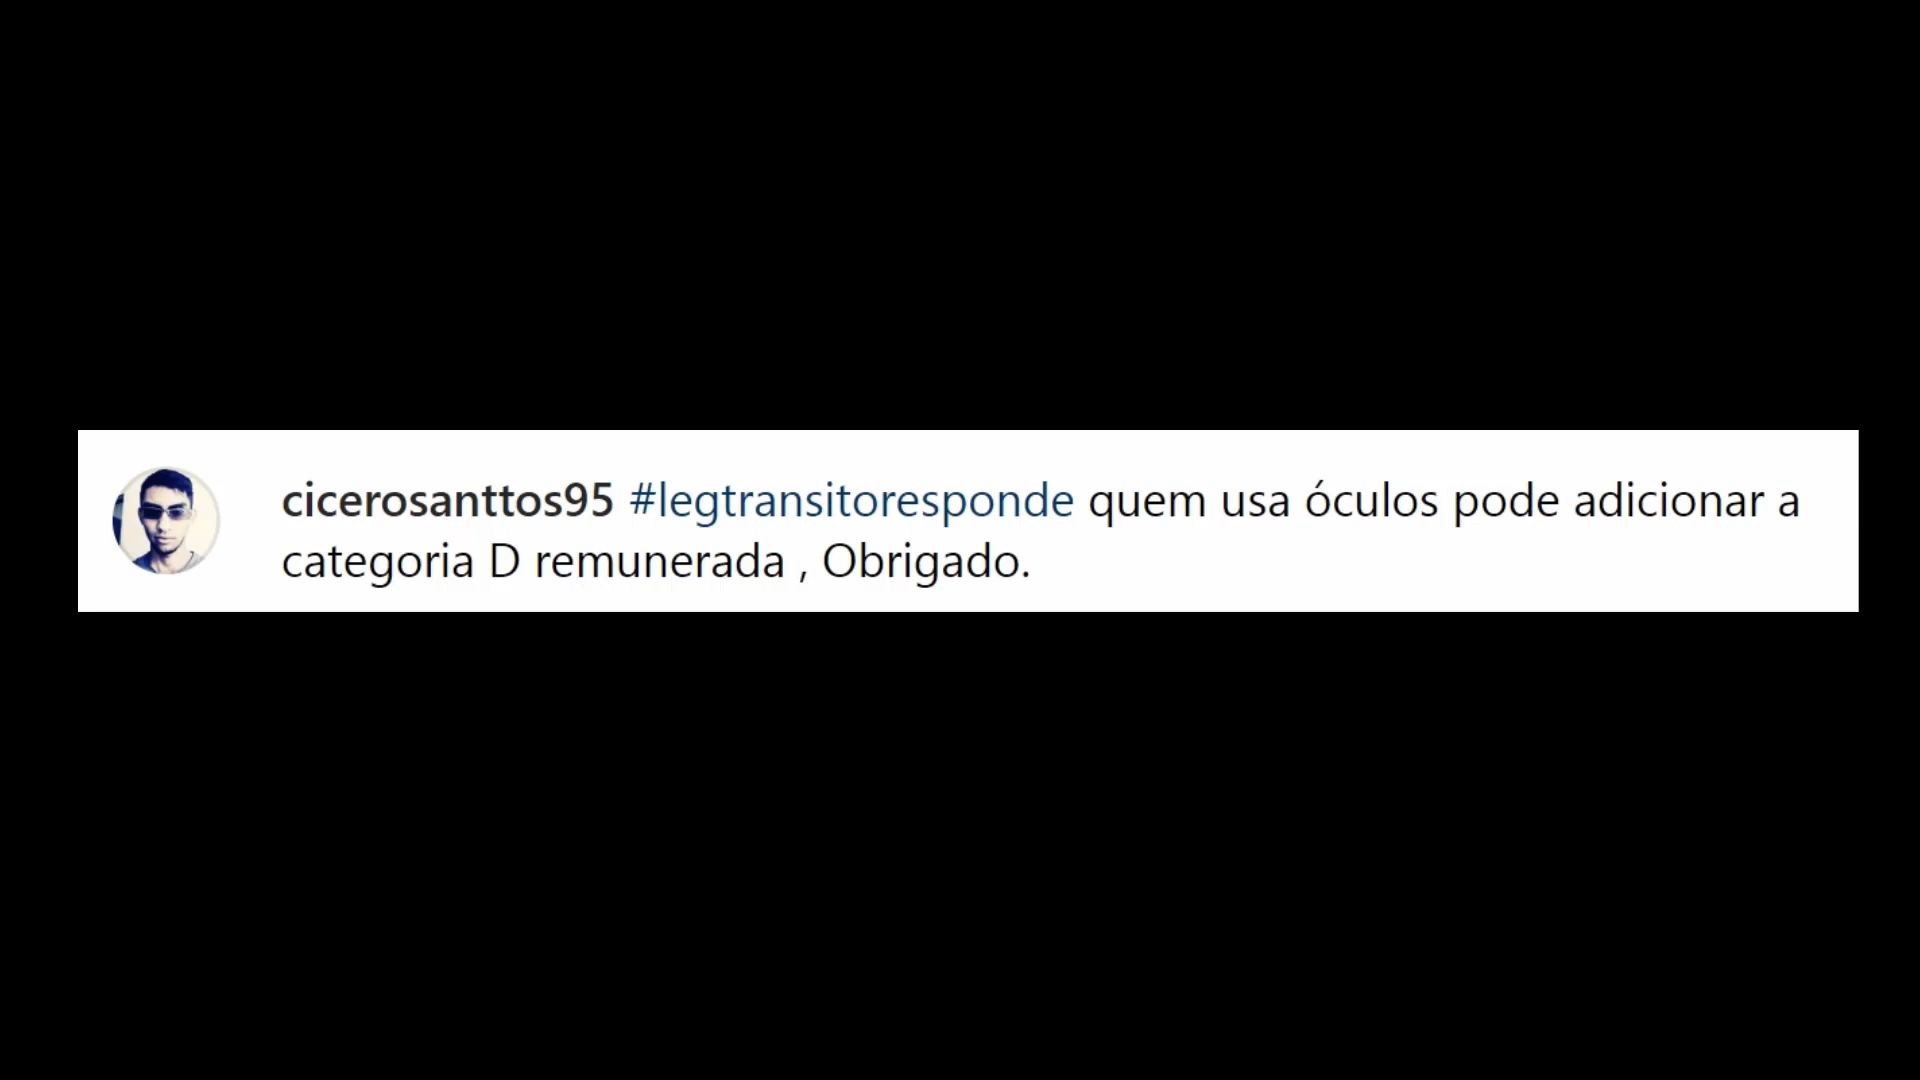 cicerosanttos95 #legtransitoresponde quem usa óculos pode adicionar a
categoria D remunerada , Obrigado.